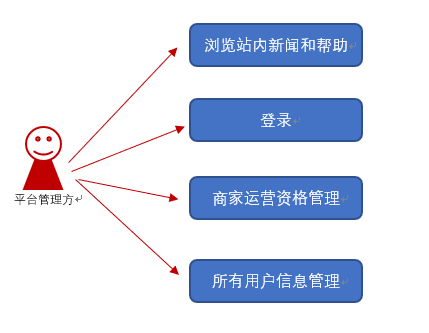 浏览站内新闻和帮助
登录
平台管理方
商家运营资格管理
所有用户信息管理